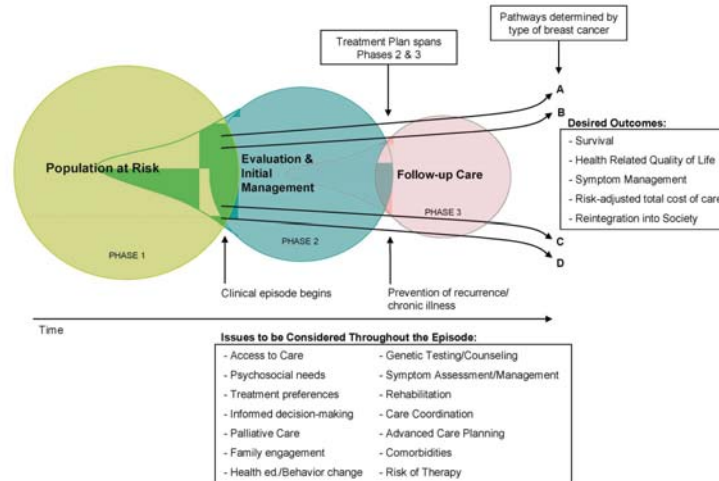 Pathways determined by
type of breast cancer
Treatment Plan spans
Phases 2 & 3
A
B
Desired Outcomes:
- Survival
- Health Related Quality of Life
- Symptom Management
- Risk-adjusted total cost of care
- Reintegration into Society
Population at Risk
Evaluation &
Initial
Management
Follow-up Care
PHASE 1
PHASE 2
PHASE 3
C
D
Clinical episode begins
Prevention of recurrence/
chronic illness
Time
Issues to be Considered Throughout the Episode:
- Access to Care
- Psychosocial needs
- Treatment preferences
- Informed decision-making
- Palliative Care
- Family engagement
- Health ed./Behavior change
- Genetic Testing/Counseling
- Symptom Assessment/Management
- Rehabilitation
- Care Coordination
- Advanced Care Planning
- Comorbidities
- Risk of Therapy